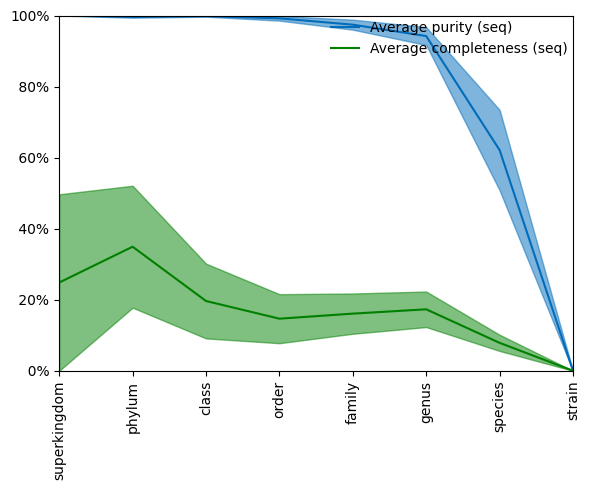 100%
Average purity (seq)
Average completeness (seq)
80%
60%
40%
20%
0%
superkingdom
phylum
class
order
family
genus
species
strain